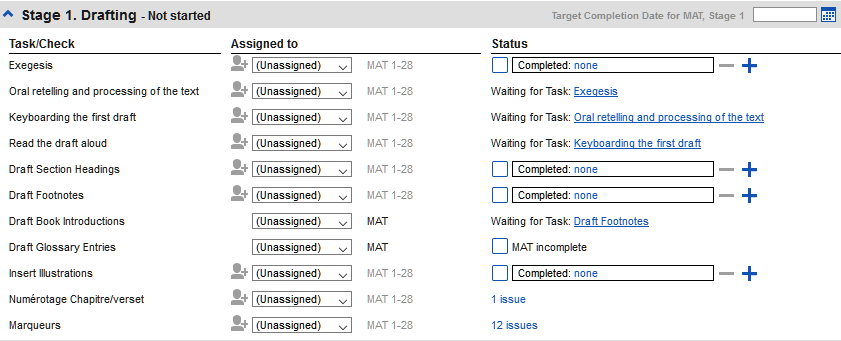 Stage 1. Drafting - Not started Target Completion Date for MAT, Stage 1
Task/Check Assigned to Status
Exegesis (Unassigned) MAT 1-28 Completed: none
Oral retelling and processing of the text (Unassigned) MAT 1-28 Waiting for Task: Exegesis
Keyboarding the first draft (Unassigned) MAT 1-28 Waiting for Task: Oral retelling and processing of the text
Read the draft aloud (Unassigned) MAT 1-28 Waiting for Task: Keyboarding the first draft
Draft Section Headings (Unassigned) MAT 1-28 Completed: none
Draft Footnotes (Unassigned) MAT 1-28 Completed: none
Draft Book Introductions (Unassigned) MAT Waiting for Task: Draft Footnotes
Draft Glossary Entries (Unassigned) MAT MAT incomplete
Insert Illustrations (Unassigned) MAT 1-28 Completed: none
Numérotage Chapitre/verset (Unassigned) MAT 1-28 1 issue
Marqueurs (Unassigned) MAT 1-28 12 issues